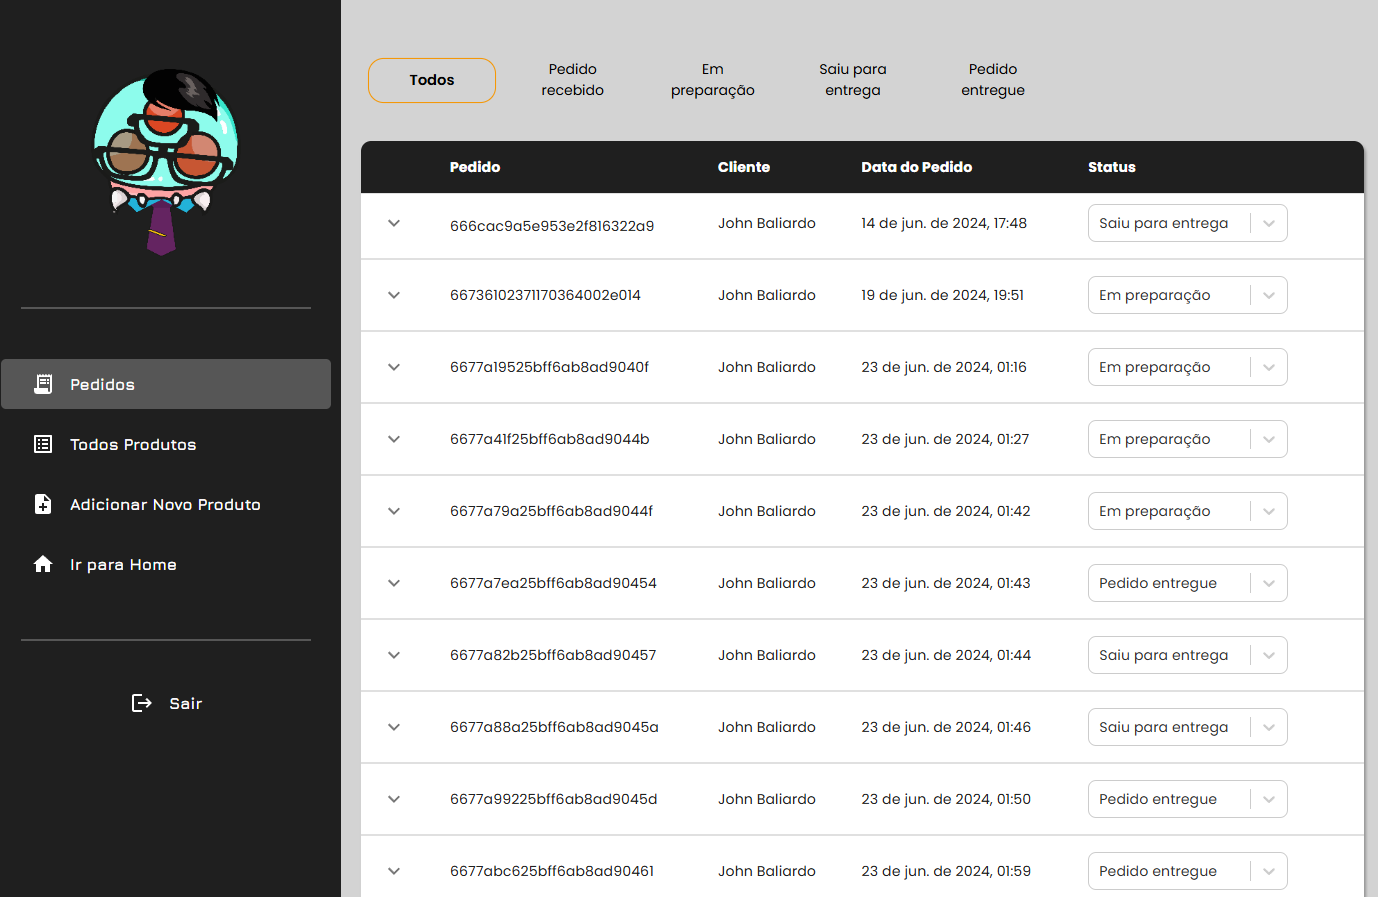 Todos
Pedido
recebido
Em
preparação
Saiu para
entrega
Pedido
entregue
Pedido Cliente Data do Pedido Status
666cac9a5e953e2f816322a9 John Baliardo 14 de jun. de 2024, 17:48 Saiu para entrega
66736102371170364002e014 John Baliardo 19 de jun. de 2024, 19:51 Em preparação
6677a19525bff6ab8ad9040f John Baliardo 23 de jun. de 2024, 01:16 Em preparação
6677a41f25bff6ab8ad9044b John Baliardo 23 de jun. de 2024, 01:27 Em preparação
6677a79a25bff6ab8ad9044f John Baliardo 23 de jun. de 2024, 01:42 Em preparação
6677a7ea25bff6ab8ad90454 John Baliardo 23 de jun. de 2024, 01:43 Pedido entregue
6677a82b25bff6ab8ad90457 John Baliardo 23 de jun. de 2024, 01:44 Saiu para entrega
6677a88a25bff6ab8ad9045a John Baliardo 23 de jun. de 2024, 01:46 Saiu para entrega
6677a99225bff6ab8ad9045d John Baliardo 23 de jun. de 2024, 01:50 Pedido entregue
6677abc625bff6ab8ad90461 John Baliardo 23 de jun. de 2024, 01:59 Pedido entregue
Pedidos
Todos Produtos
Adicionar Novo Produto
Ir para Home
Sair